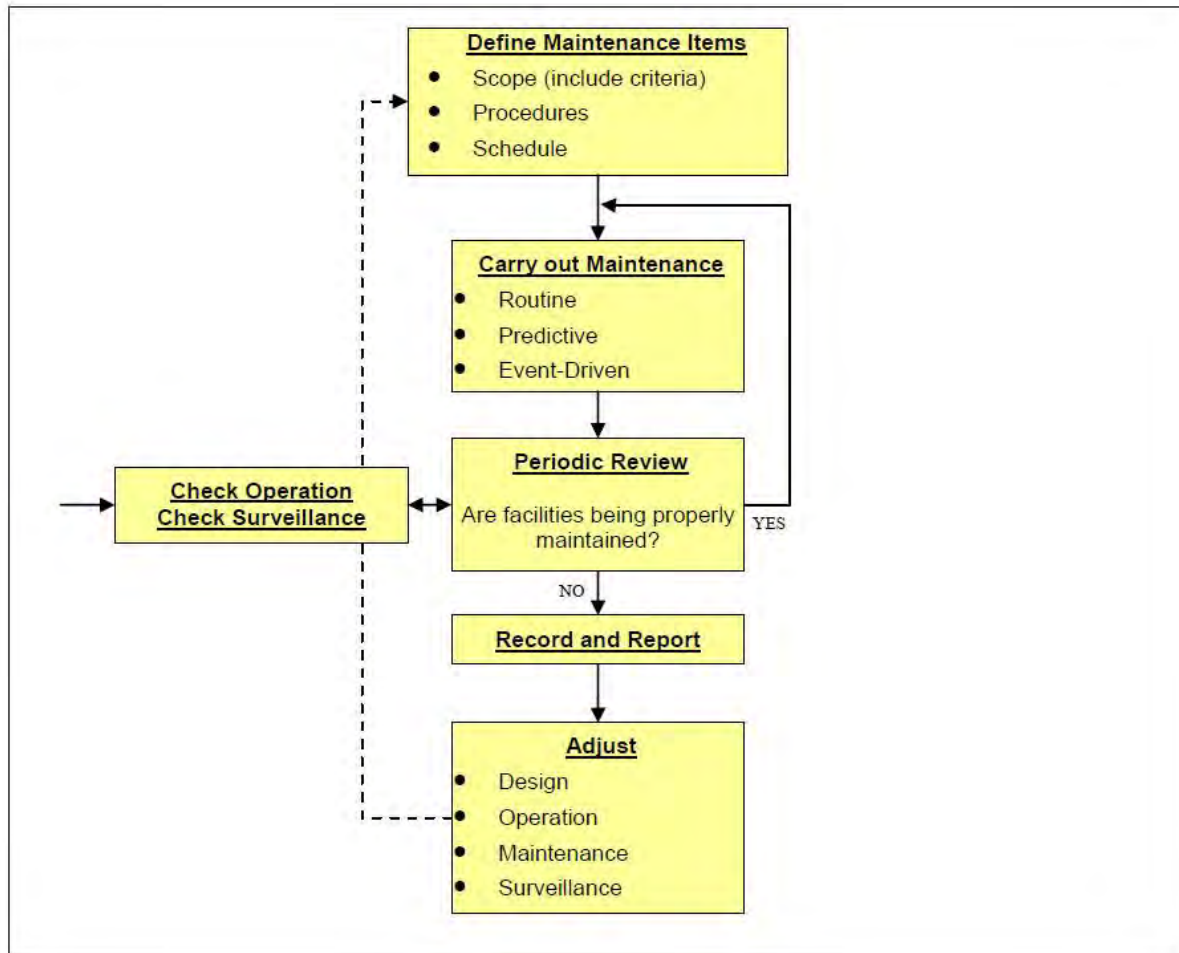 Define Maintenance Items
● Scope (include criteria)
● Procedures
● Schedule
Carry out Maintenance
● Routine
● Predictive
● Event-Driven
Check Operation
Check Surveillance
Periodic Review
Are facilities being properly
maintained?
YES
NO
Record and Report
Adjust
● Design
● Operation
● Maintenance
● Surveillance